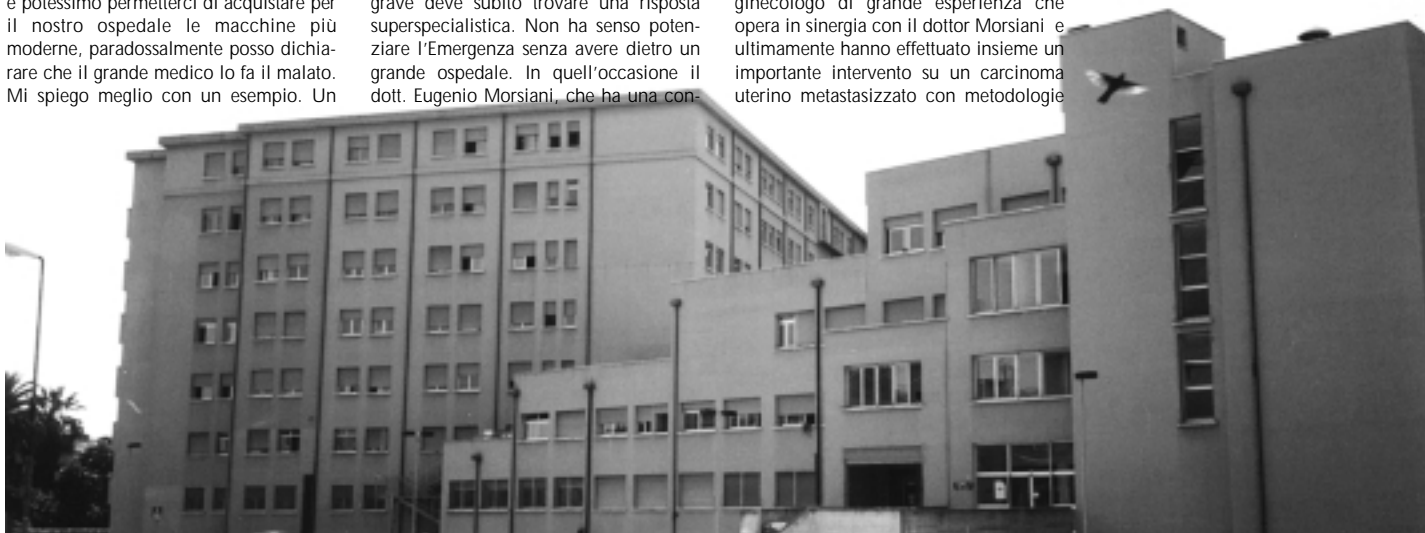 e potessimo permetterci di acquistare per
il nostro ospedale le macchine più
moderne, paradossalmente posso dichia-
rare che il grande medico lo fa il malato.
Mi spiego meglio con un esempio. Un
grave deve subito trovare una risposta
superspecialistica. Non ha senso poten-
ziare l'Emergenza senza avere dietro un
grande ospedale. In quell'occasione il
dott. Eugenio Morsiani, che ha una con-
ginecologo di grande esperienza che
opera in sinergia con il dottor Morsiani e
ultimamente hanno effettuato insieme un
importante intervento su un carcinoma
uterino metastasizzato con metodologie